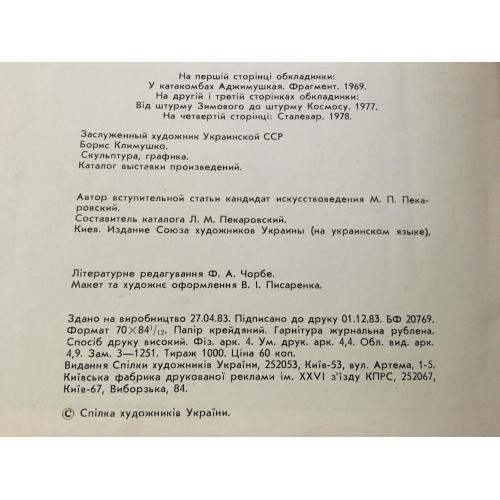 На першій сторінці обкладинки:
У катакомбах Аджимушкая. Фрагмент. 1969.
На другій і третій сторінках обкладинки:
Від штурму Зимового до штурму Космосу. 1977.
На четвертій сторінці: Сталевар. 1978.
Заслуженный художник Украинской ССР
Борис Климушко.
Скульптура, графика.
Каталог выставки произведений.
Автор вступительной статьи кандидат искусствоведения М. П. Пека-
ровский.
Составитель каталога Л. М. Пекаровский.
Киев. Издание Союза художников Украины (на украинском языке).
Літературне редагування Ф. А. Чорбе.
Макет та художнє оформлення В. І. Писаренка.
Здано на виробництво 27.04.83. Підписано до друку 01.12.83. БФ 20769.
Формат 70×84¹/₁₂. Папір крейдяний. Гарнітура журнальна рублена.
Спосіб друку високий. Фіз. арк. 4. Ум. друк. арк. 4,4. Обл. вид. арк.
4,9. Зам. 3—1251. Тираж 1000. Ціна 60 коп.
Видання Спілки художників України, 252053, Київ-53, вул. Артема, 1-5.
Київська фабрика друкованої реклами ім. XXVI з'їзду КПРС, 252067,
Київ-67, Виборзька, 84.
© Спілка художників України.